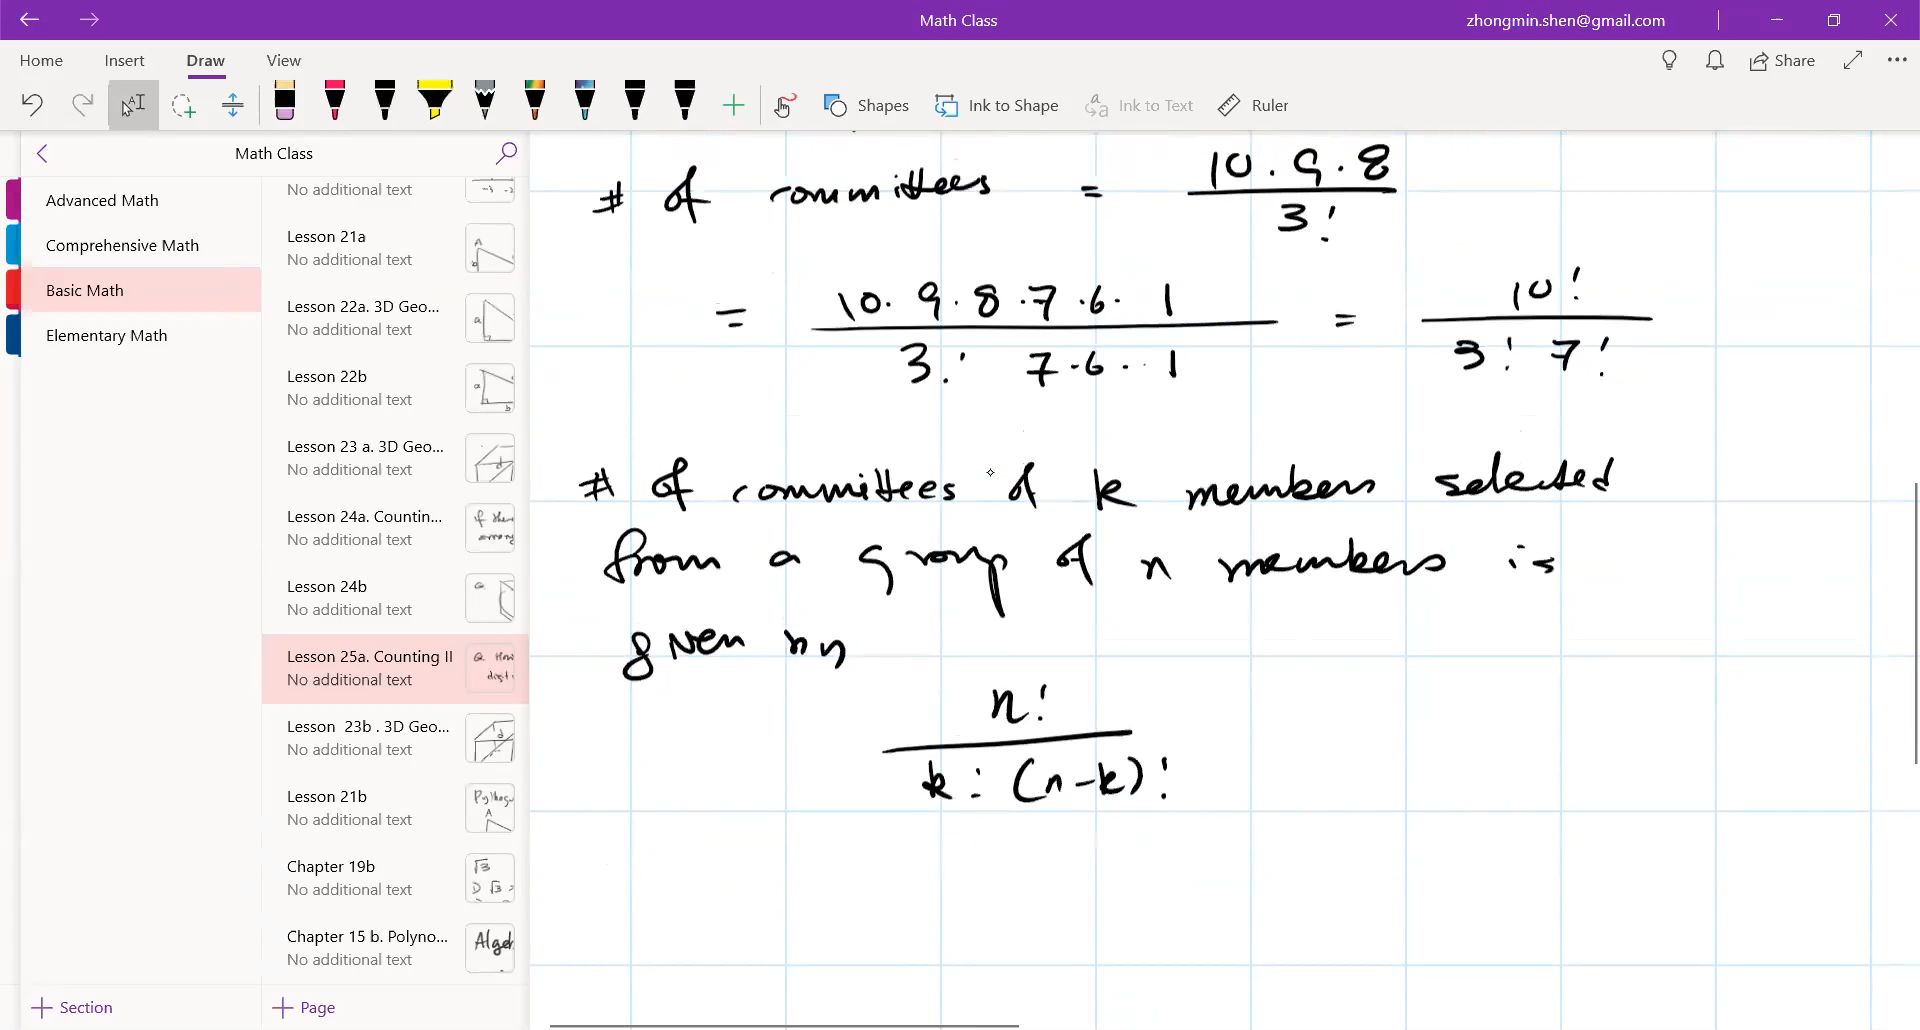 Math Class
zhongmin.shen@gmail.com
Home Insert Draw View
Share
Shapes
Ink to Shape
Ink to Text
Ruler
Math Class
Advanced Math
Comprehensive Math
Basic Math
Elementary Math
No additional text
Lesson 21a
No additional text
Lesson 22a. 3D Geo...
No additional text
Lesson 22b
No additional text
Lesson 23 a. 3D Geo...
No additional text
Lesson 24a. Countin...
No additional text
Lesson 24b
No additional text
Lesson 25a. Counting II
No additional text
Lesson 23b . 3D Geo...
No additional text
Lesson 21b
No additional text
Chapter 19b
No additional text
Chapter 15 b. Polyno...
No additional text
Section
Page
# of committees = 10 . 9 . 8 / 3!
= 10 . 9 . 8 . 7 . 6 . 1 / 3! 7 . 6 . . 1 = 10! / 3! 7!
# of committees of k members selected
from a group of n members is
given
n!
k! (n-k)!